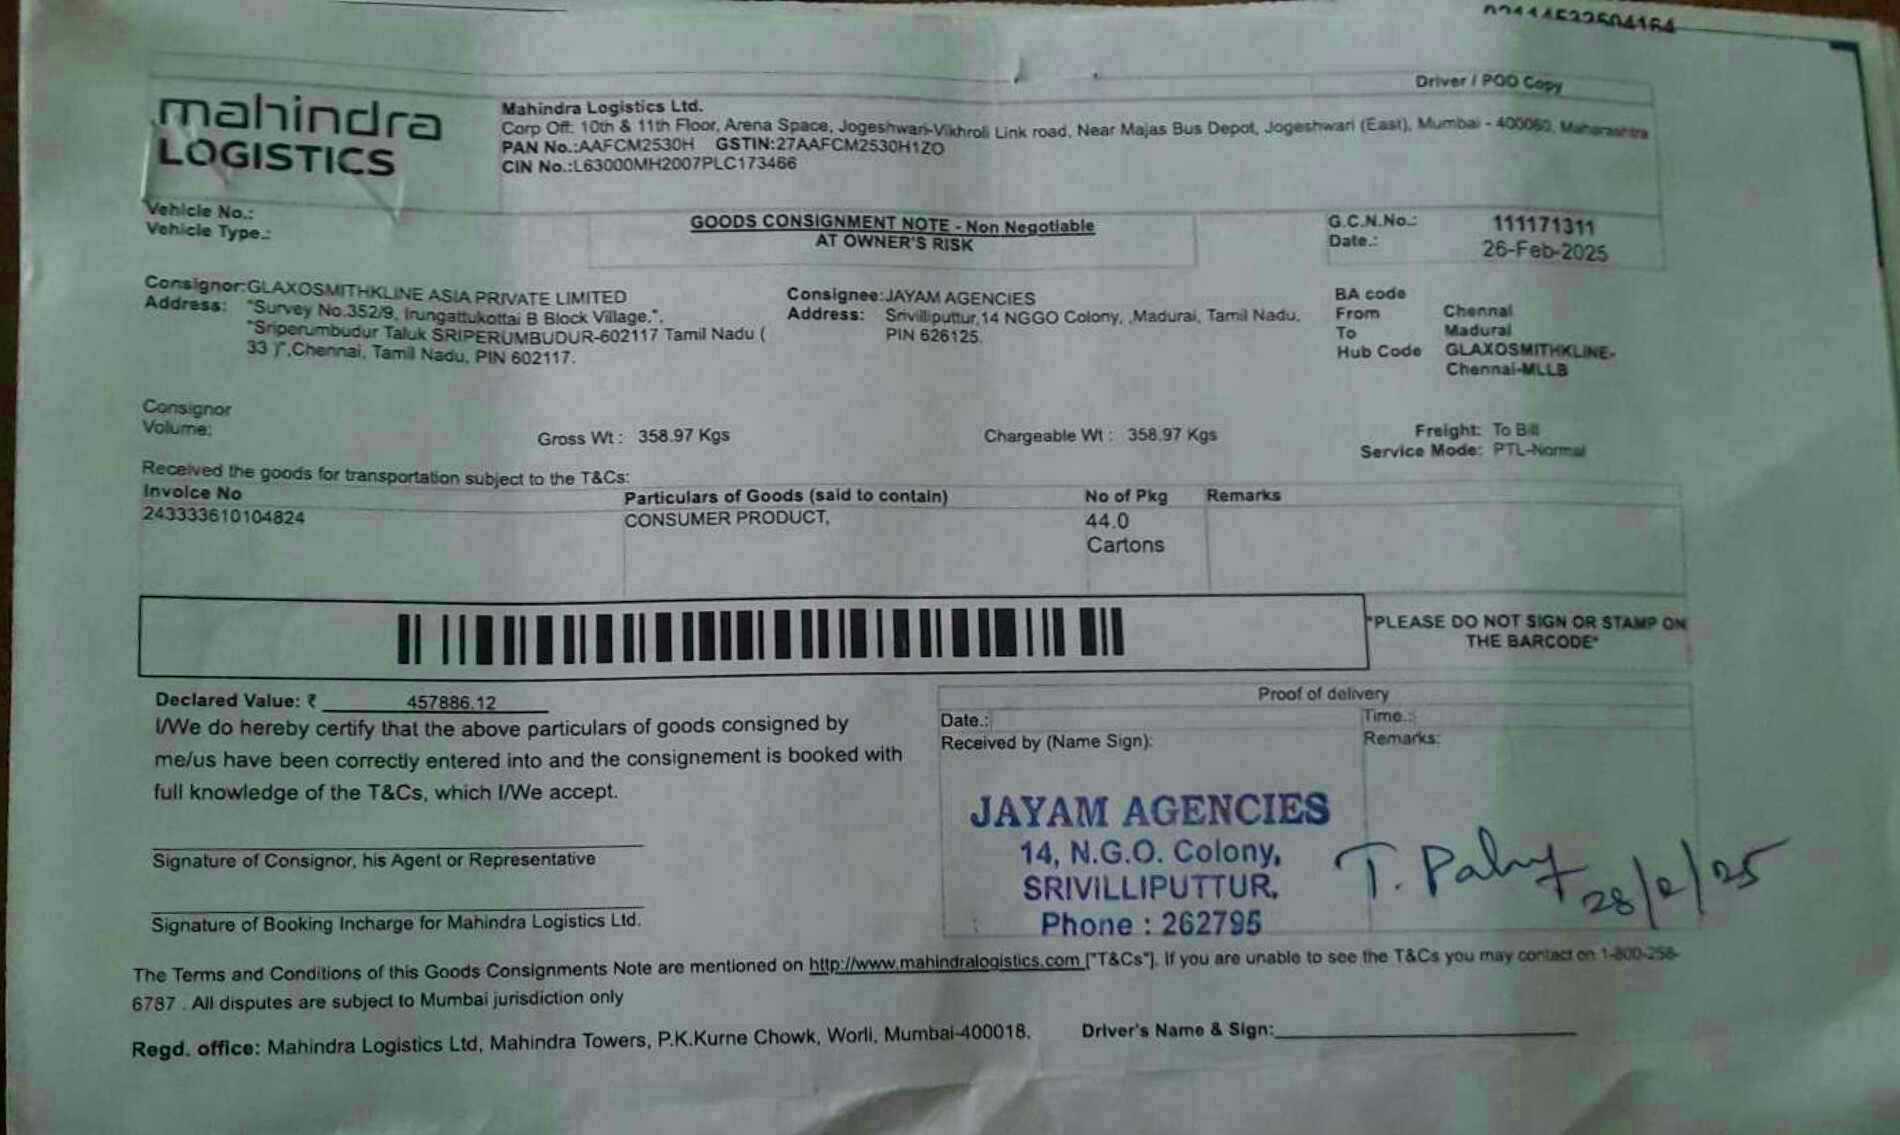 Driver / POD Copy
mahindra
LOGISTICS
Mahindra Logistics Ltd.
Corp Off: 10th & 11th Floor, Arena Space, Jogeshwari-Vikhroli Link road, Near Majas Bus Depot, Jogeshwari (East), Mumbai - 400060, Maharashtra
PAN No.:AAFCM2530H GSTIN:27AAFCM2530H1ZO
CIN No.:L63000MH2007PLC173466
Vehicle No.:
Vehicle Type.:
GOODS CONSIGNMENT NOTE - Non Negotiable
AT OWNER'S RISK
G.C.N.No.: 111171311
Date.: 26-Feb-2025
Consignor:GLAXOSMITHKLINE ASIA PRIVATE LIMITED
Address: "Survey No.352/9, Irungattukottai B Block Village,",
"Sriperumbudur Taluk SRIPERUMBUDUR-602117 Tamil Nadu (
33 )",Chennai, Tamil Nadu, PIN 602117.
Consignee:JAYAM AGENCIES
Address: Srivilliputtur,14 NGGO Colony, ,Madurai, Tamil Nadu,
PIN 626125.
BA code
From Chennai
To Madurai
Hub Code GLAXOSMITHKLINE-
Chennai-MLLB
Consignor
Volume:
Gross Wt : 358.97 Kgs
Chargeable Wt : 358.97 Kgs
Freight: To Bill
Service Mode: PTL-Normal
Received the goods for transportation subject to the T&Cs:
Invoice No Particulars of Goods (said to contain) No of Pkg Remarks
243333610104824 CONSUMER PRODUCT, 44.0
Cartons
*PLEASE DO NOT SIGN OR STAMP ON
THE BARCODE*
Declared Value: ₹ 457886.12
I/We do hereby certify that the above particulars of goods consigned by
me/us have been correctly entered into and the consignement is booked with
full knowledge of the T&Cs, which I/We accept.
Signature of Consignor, his Agent or Representative
Signature of Booking Incharge for Mahindra Logistics Ltd.
Proof of delivery
Date.: Time.:
Received by (Name Sign): Remarks:
JAYAM AGENCIES
14, N.G.O. Colony,
SRIVILLIPUTTUR.
Phone : 262795
T.
28/2/25
The Terms and Conditions of this Goods Consignments Note are mentioned on http://www.mahindralogistics.com ["T&Cs"]. If you are unable to see the T&Cs you may contact on 1-800-258-
6787 . All disputes are subject to Mumbai jurisdiction only
Regd. office: Mahindra Logistics Ltd, Mahindra Towers, P.K.Kurne Chowk, Worli, Mumbai-400018.
Driver's Name & Sign: